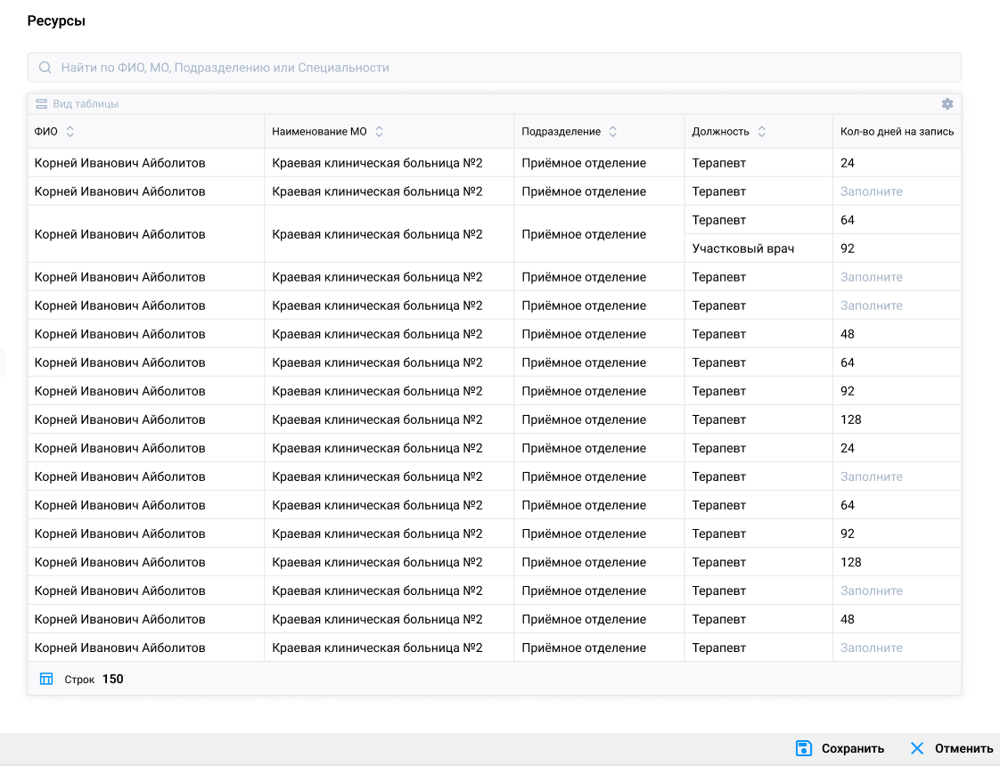 Ресурсы
Найти по ФИО, МО, Подразделению или Специальности
Вид таблицы
ФИО Наименование МО Подразделение Должность Кол-во дней на запись
Корней Иванович Айболитов Краевая клиническая больница №2 Приёмное отделение Терапевт 24
Корней Иванович Айболитов Краевая клиническая больница №2 Приёмное отделение Терапевт Заполните
Терапевт 64
Корней Иванович Айболитов Краевая клиническая больница №2 Приёмное отделение
Участковый врач 92
Корней Иванович Айболитов Краевая клиническая больница №2 Приёмное отделение Терапевт Заполните
Корней Иванович Айболитов Краевая клиническая больница №2 Приёмное отделение Терапевт Заполните
Корней Иванович Айболитов Краевая клиническая больница №2 Приёмное отделение Терапевт 48
Корней Иванович Айболитов Краевая клиническая больница №2 Приёмное отделение Терапевт 64
Корней Иванович Айболитов Краевая клиническая больница №2 Приёмное отделение Терапевт 92
Корней Иванович Айболитов Краевая клиническая больница №2 Приёмное отделение Терапевт 128
Корней Иванович Айболитов Краевая клиническая больница №2 Приёмное отделение Терапевт 24
Корней Иванович Айболитов Краевая клиническая больница №2 Приёмное отделение Терапевт Заполните
Корней Иванович Айболитов Краевая клиническая больница №2 Приёмное отделение Терапевт 64
Корней Иванович Айболитов Краевая клиническая больница №2 Приёмное отделение Терапевт 92
Корней Иванович Айболитов Краевая клиническая больница №2 Приёмное отделение Терапевт 128
Корней Иванович Айболитов Краевая клиническая больница №2 Приёмное отделение Терапевт Заполните
Корней Иванович Айболитов Краевая клиническая больница №2 Приёмное отделение Терапевт 48
Корней Иванович Айболитов Краевая клиническая больница №2 Приёмное отделение Терапевт Заполните
Строк 150
Сохранить Отменить